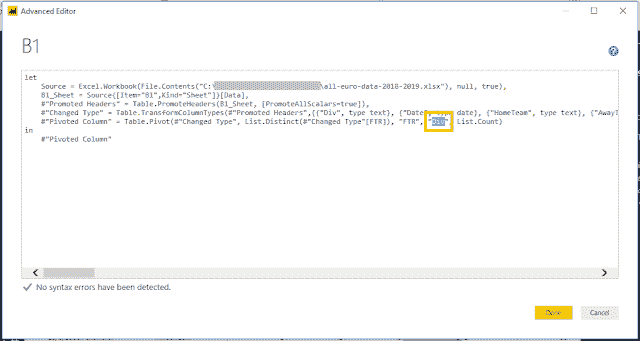 Advanced Editor
B1
let
Source = Excel.Workbook(File.Contents("C:\ \all-euro-data-2018-2019.xlsx"), null, true),
B1_Sheet = Source{[Item="B1",Kind="Sheet"]}[Data],
#"Promoted Headers" = Table.PromoteHeaders(B1_Sheet, [PromoteAllScalars=true]),
#"Changed Type" = Table.TransformColumnTypes(#"Promoted Headers",{{"Div", type text}, {"Date", date}, {"HomeTeam", type text}, {"AwayT
#"Pivoted Column" = Table.Pivot(#"Changed Type", List.Distinct(#"Changed Type"[FTR]), "FTR", "Div", List.Count)
in
#"Pivoted Column"
No syntax errors have been detected.
Done
Cancel